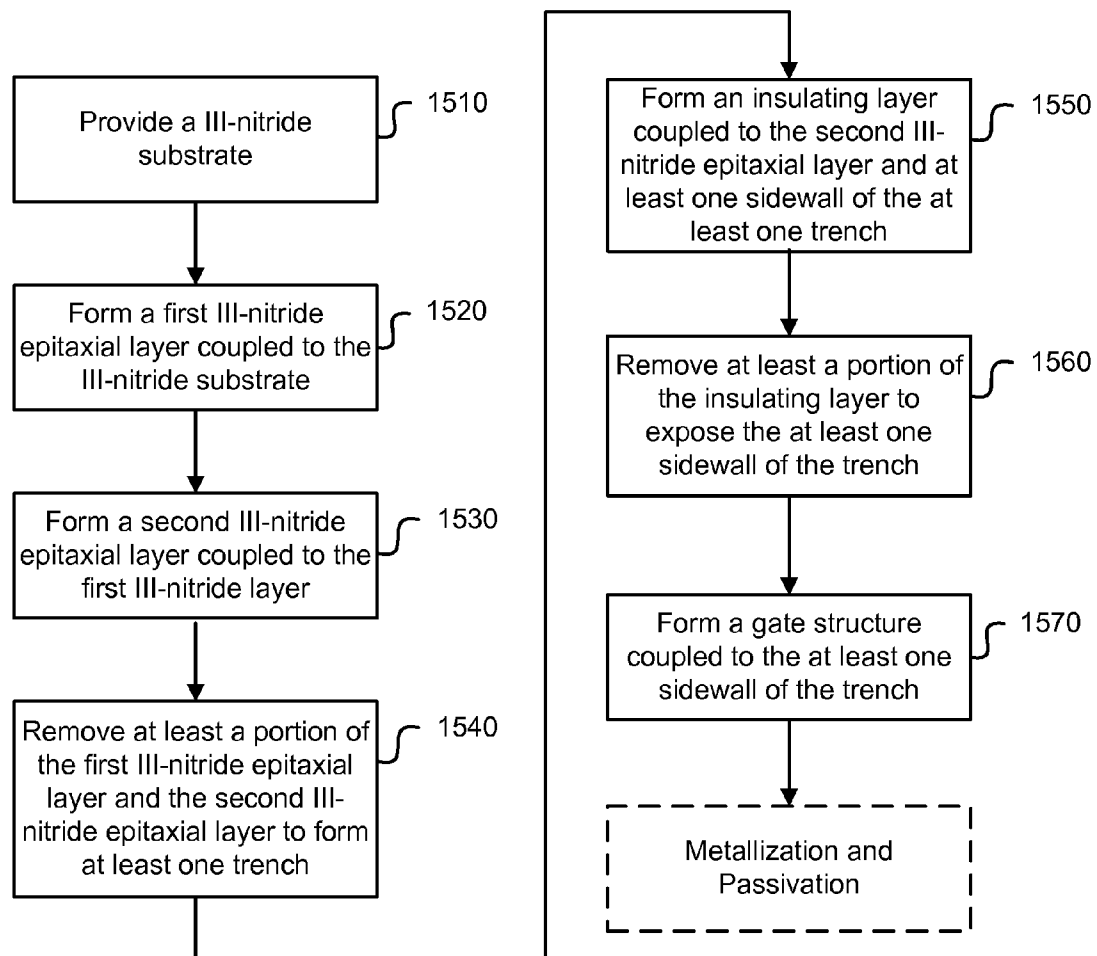 Provide a III-nitride
substrate
1510
Form a first III-nitride
epitaxial layer coupled to the
III-nitride substrate
1520
Form a second III-nitride
epitaxial layer coupled to the
first III-nitride layer
1530
Remove at least a portion of
the first III-nitride epitaxial
layer and the second III-
nitride epitaxial layer to form
at least one trench
1540
Form an insulating layer
coupled to the second III-
nitride epitaxial layer and at
least one sidewall of the at
least one trench
1550
Remove at least a portion of
the insulating layer to
expose the at least one
sidewall of the trench
1560
Form a gate structure
coupled to the at least one
sidewall of the trench
1570
Metallization and
Passivation